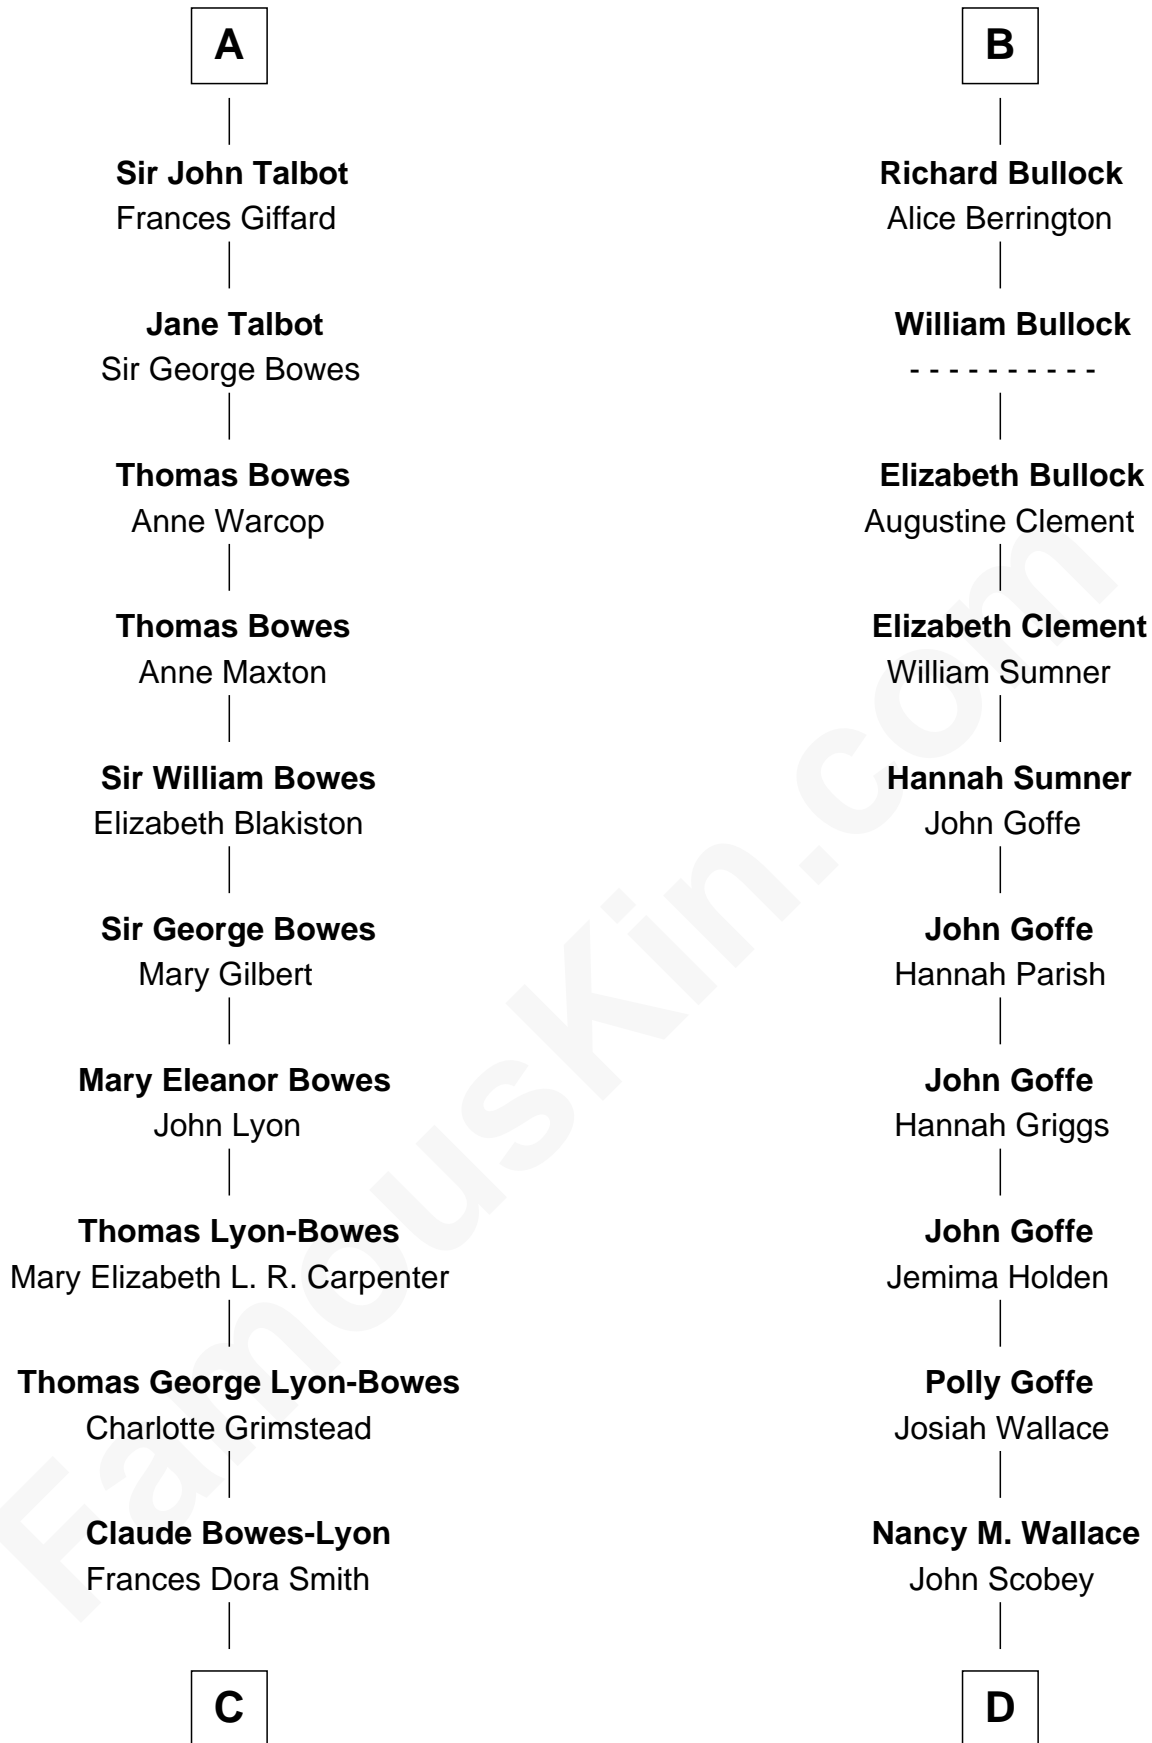 A
Sir John Talbot
Frances Giffard
Jane Talbot
Sir George Bowes
Thomas Bowes
Anne Warcop
Thomas Bowes
Anne Maxton
Sir William Bowes
Elizabeth Blakiston
Sir George Bowes
Mary Gilbert
Mary Eleanor Bowes
John Lyon
Thomas Lyon-Bowes
Mary Elizabeth L. R. Carpenter
Thomas George Lyon-Bowes
Charlotte Grimstead
Claude Bowes-Lyon
Frances Dora Smith
C
B
Richard Bullock
Alice Berrington
William Bullock
- - - - - - - - - -
Elizabeth Bullock
Augustine Clement
Elizabeth Clement
William Sumner
Hannah Sumner
John Goffe
John Goffe
Hannah Parish
John Goffe
Hannah Griggs
John Goffe
Jemima Holden
Polly Goffe
Josiah Wallace
Nancy M. Wallace
John Scobey
D
FamousKin.com